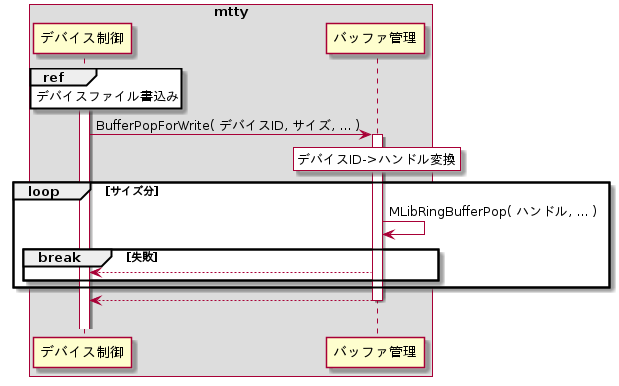 mtty
デバイス制御
バッファ管理
ref
デバイスファイル書込み
BufferPopForWrite( デバイスID, サイズ, ... )
デバイスID->ハンドル変換
loop
[サイズ分]
MLibRingBufferPop( ハンドル, ... )
break
[失敗]
デバイス制御
バッファ管理